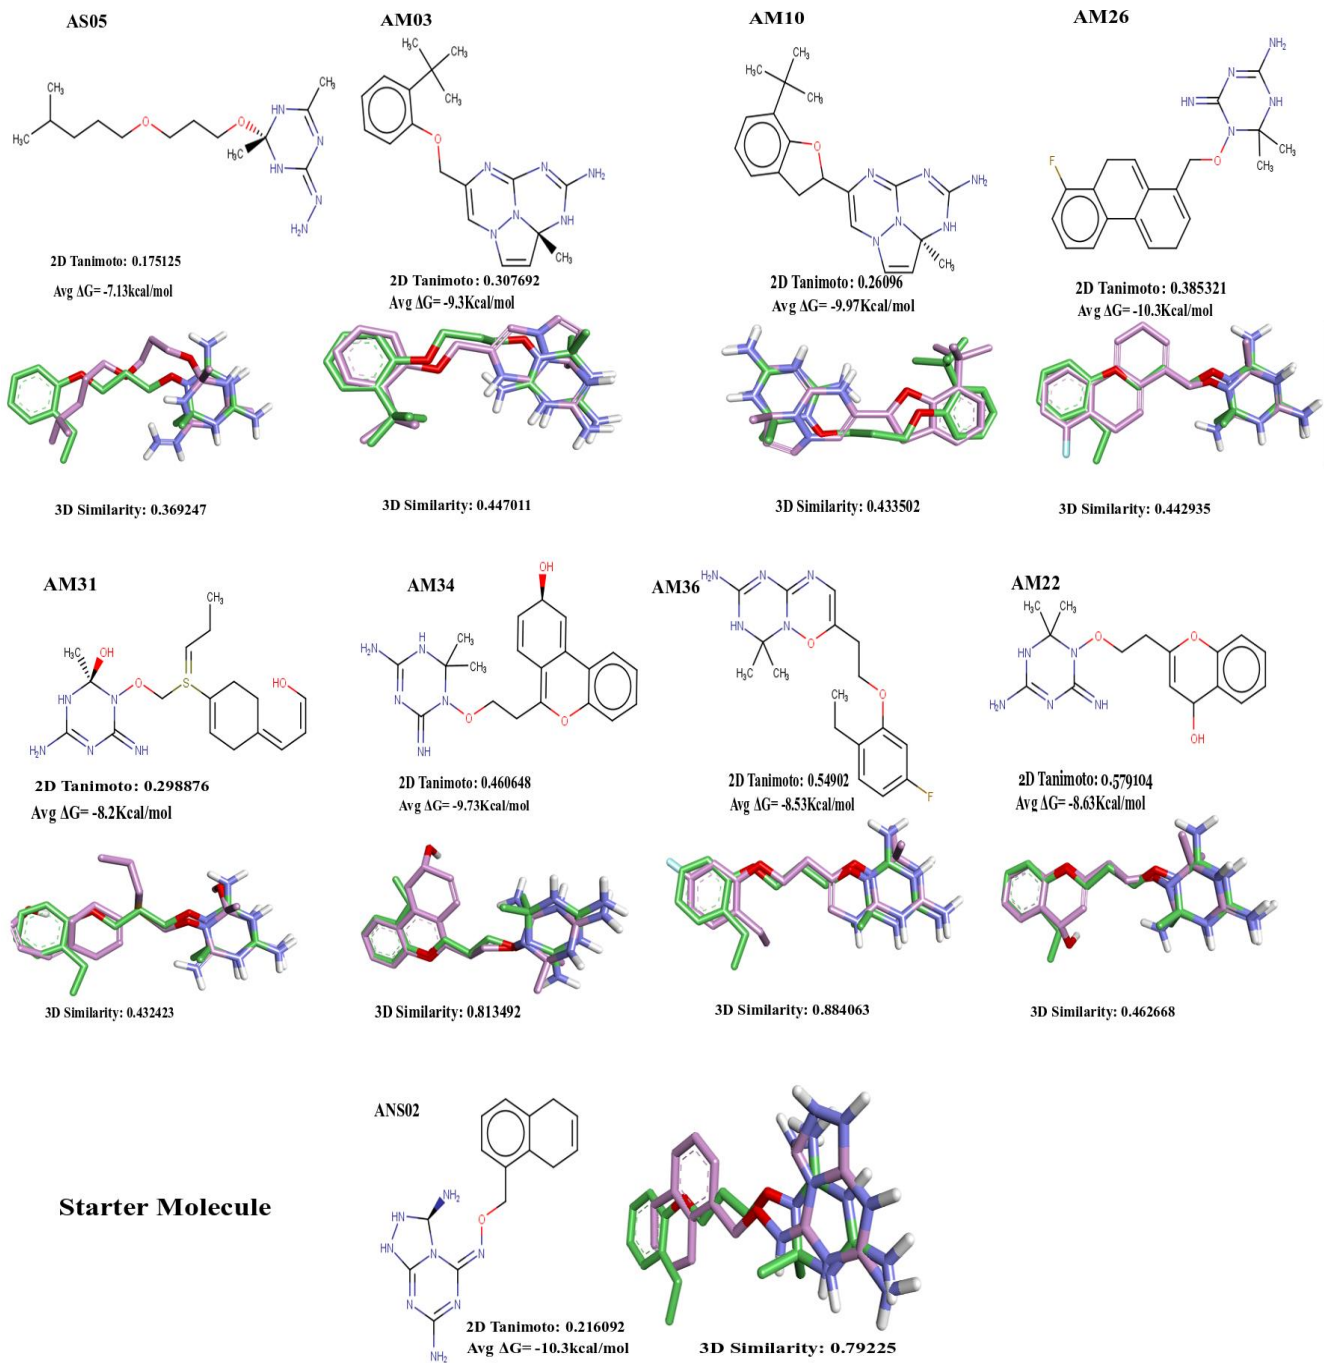 AS05
AM03
AM10
AM26
2D Tanimoto: 0.175125
Avg ΔG= -7.13kcal/mol
2D Tanimoto: 0.307692
Avg ΔG= -9.3Kcal/mol
2D Tanimoto: 0.26096
Avg ΔG= -9.97Kcal/mol
2D Tanimoto: 0.385321
Avg ΔG= -10.3Kcal/mol
3D Similarity: 0.369247
3D Similarity: 0.447011
3D Similarity: 0.433502
3D Similarity: 0.442935
AM31
AM34
AM36
AM22
2D Tanimoto: 0.298876
Avg ΔG= -8.2Kcal/mol
2D Tanimoto: 0.460648
Avg ΔG= -9.73Kcal/mol
2D Tanimoto: 0.54902
Avg ΔG= -8.53Kcal/mol
2D Tanimoto: 0.579104
Avg ΔG= -8.63Kcal/mol
3D Similarity: 0.432423
3D Similarity: 0.813492
3D Similarity: 0.884063
3D Similarity: 0.462668
ANS02
Starter Molecule
2D Tanimoto: 0.216092
Avg ΔG= -10.3kcal/mol
3D Similarity: 0.79225